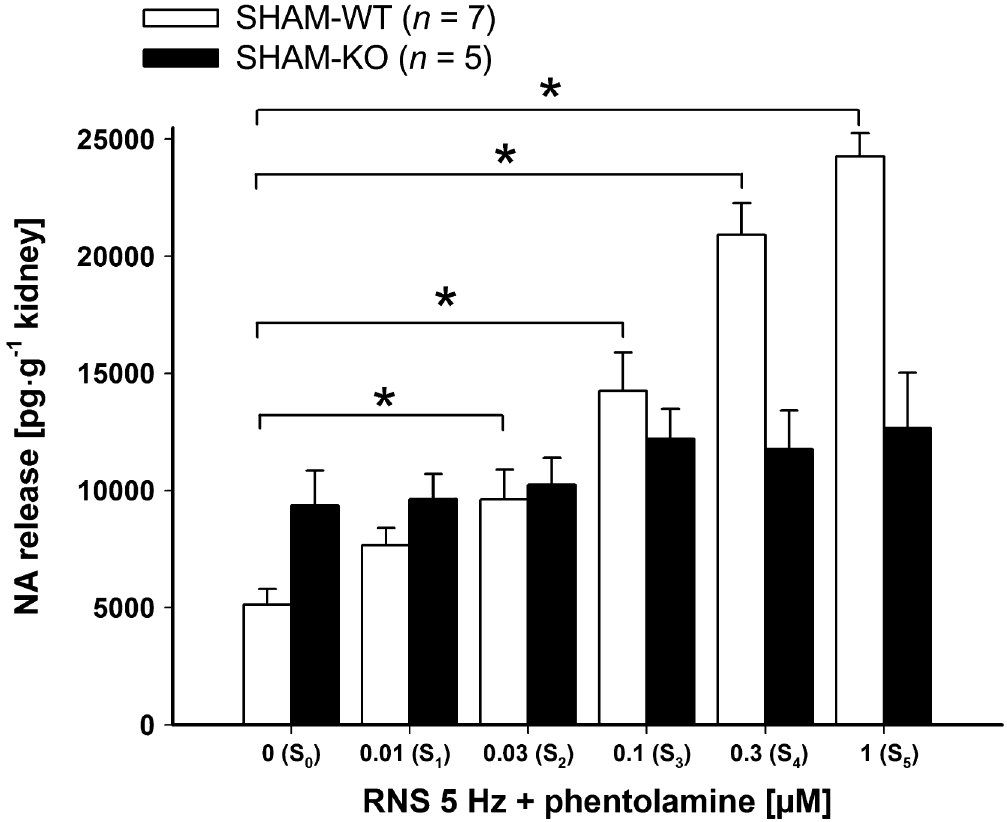 SHAM-WT (n = 7)
SHAM-KO (n = 5)
*
*
*
*
25000
20000
15000
10000
5000
0
NA release [pg·g⁻¹ kidney]
0 (S₀) 0.01 (S₁) 0.03 (S₂) 0.1 (S₃) 0.3 (S₄) 1 (S₅)
RNS 5 Hz + phentolamine [µM]